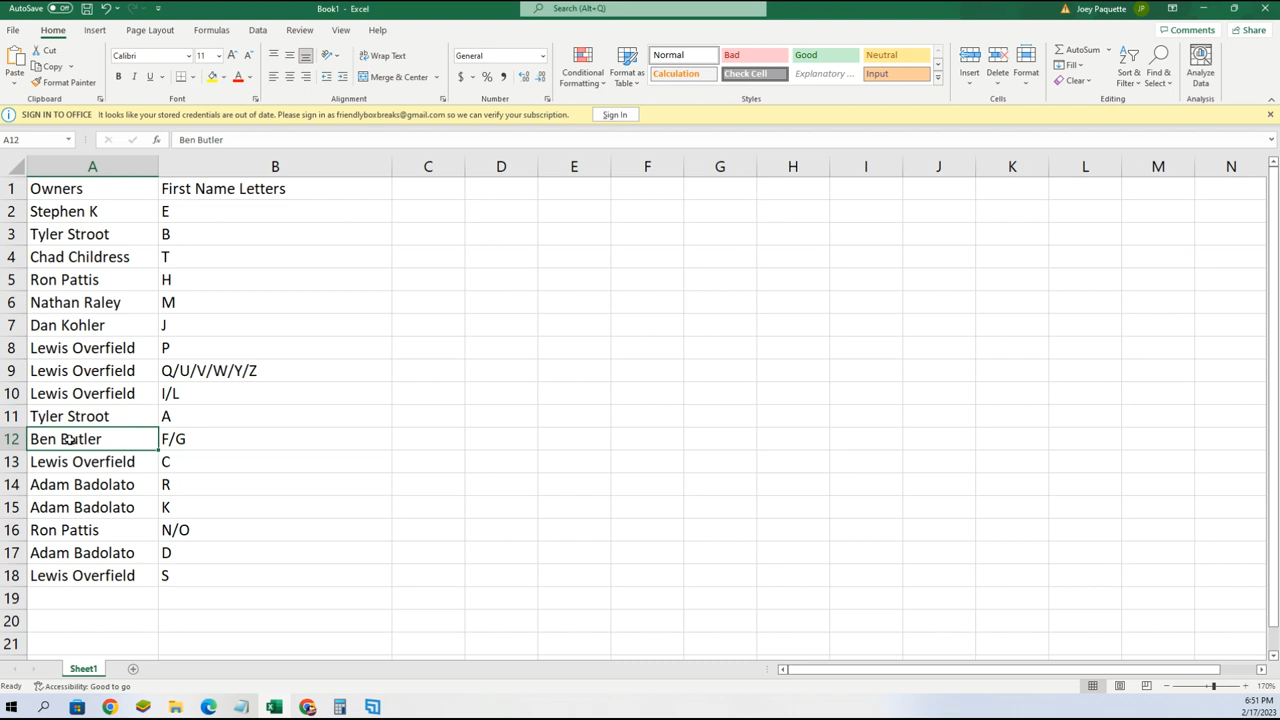 AutoSave Off Book1 - Excel Search (Alt+Q) Joey Paquette JP
File Home Insert Page Layout Formulas Data Review View Help Comments Share
Paste Cut Copy Format Painter Clipboard
Calibri 11 A A B I U A Font
Wrap Text Merge & Center Alignment
General $ % , Number
Conditional Formatting Format as Table
Normal Bad Good Neutral
Calculation Check Cell Explanatory ... Input
Styles
Insert Delete Format Cells
AutoSum Fill Clear Sort & Filter Find & Select Editing
Analyze Data Analysis
SIGN IN TO OFFICE It looks like your stored credentials are out of date. Please sign in as friendlyboxbreaks@gmail.com so we can verify your subscription. Sign In
A12 fx Ben Butler
A B C D E F G H I J K L M N
1 Owners First Name Letters
2 Stephen K E
3 Tyler Stroot B
4 Chad Childress T
5 Ron Pattis H
6 Nathan Raley M
7 Dan Kohler J
8 Lewis Overfield P
9 Lewis Overfield Q/U/V/W/Y/Z
10 Lewis Overfield I/L
11 Tyler Stroot A
12 Ben Butler F/G
13 Lewis Overfield C
14 Adam Badolato R
15 Adam Badolato K
16 Ron Pattis N/O
17 Adam Badolato D
18 Lewis Overfield S
19
20
21
Sheet1
Ready Accessibility: Good to go 170%
6:51 PM
2/17/2023